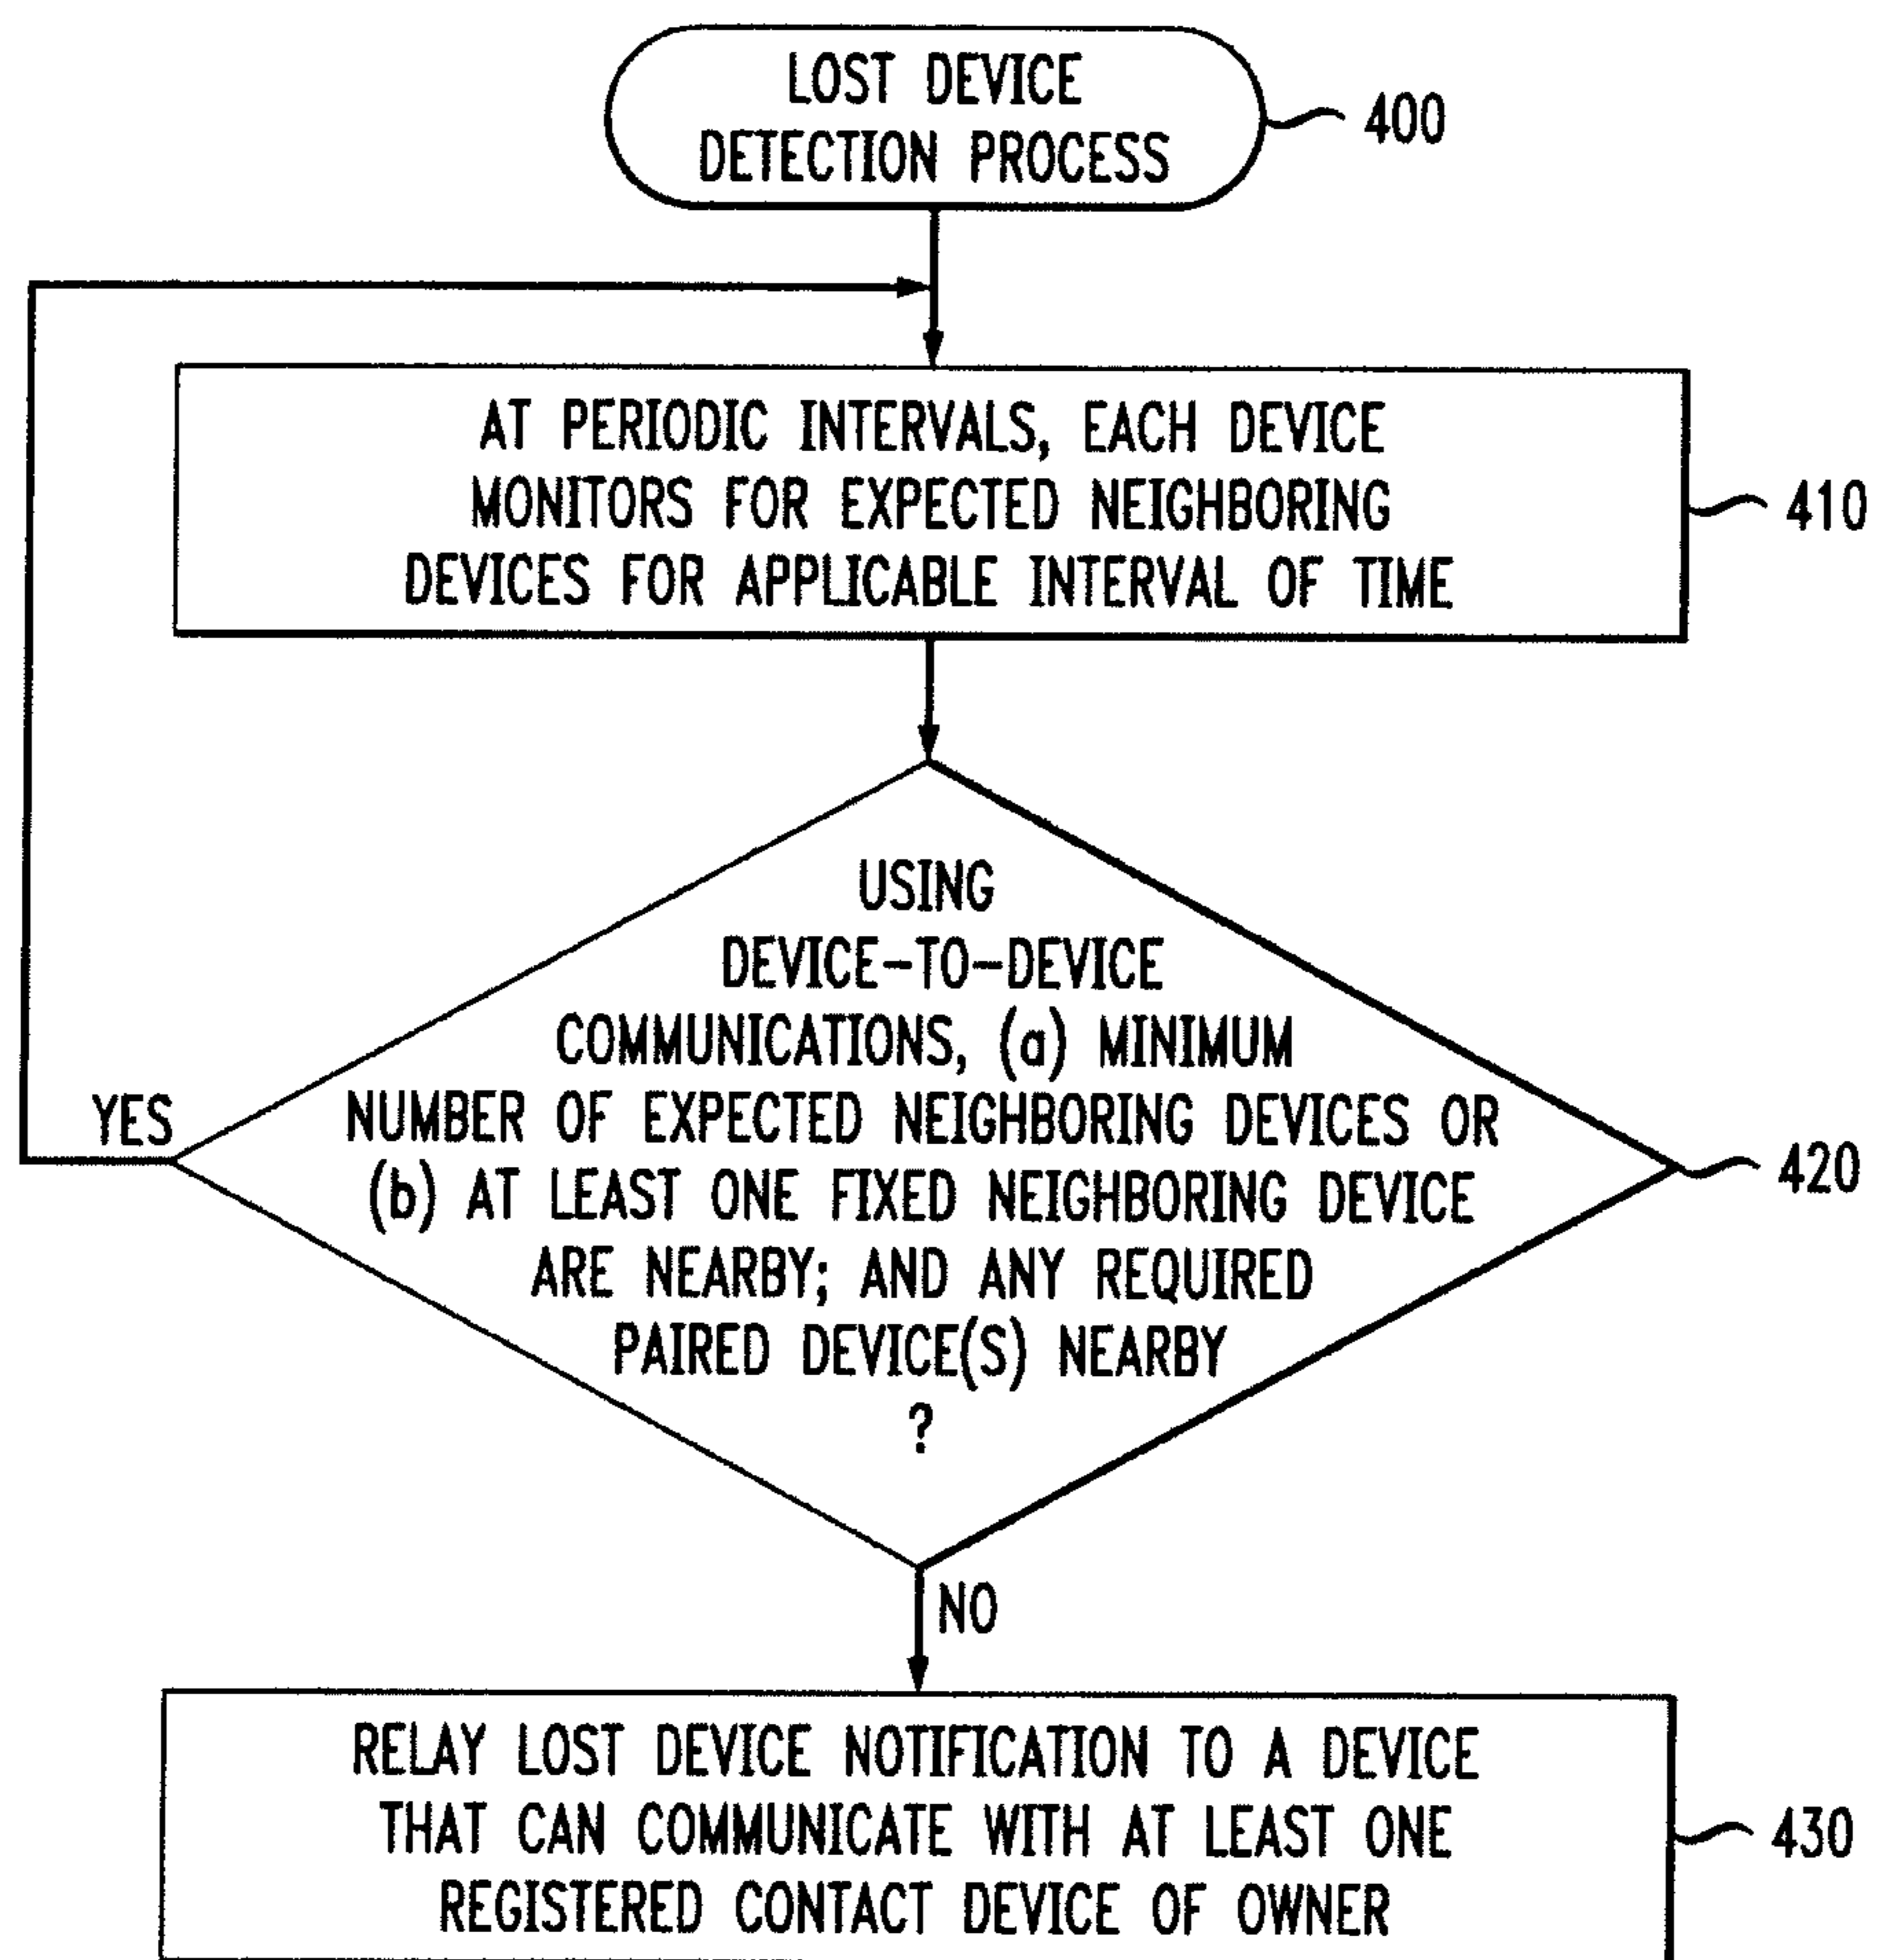 LOST DEVICE
DETECTION PROCESS
400
AT PERIODIC INTERVALS, EACH DEVICE
MONITORS FOR EXPECTED NEIGHBORING
DEVICES FOR APPLICABLE INTERVAL OF TIME
410
USING
DEVICE-TO-DEVICE
COMMUNICATIONS, (a) MINIMUM
NUMBER OF EXPECTED NEIGHBORING DEVICES OR
(b) AT LEAST ONE FIXED NEIGHBORING DEVICE
ARE NEARBY; AND ANY REQUIRED
PAIRED DEVICE(S) NEARBY
?
YES
420
NO
RELAY LOST DEVICE NOTIFICATION TO A DEVICE
THAT CAN COMMUNICATE WITH AT LEAST ONE
REGISTERED CONTACT DEVICE OF OWNER
430